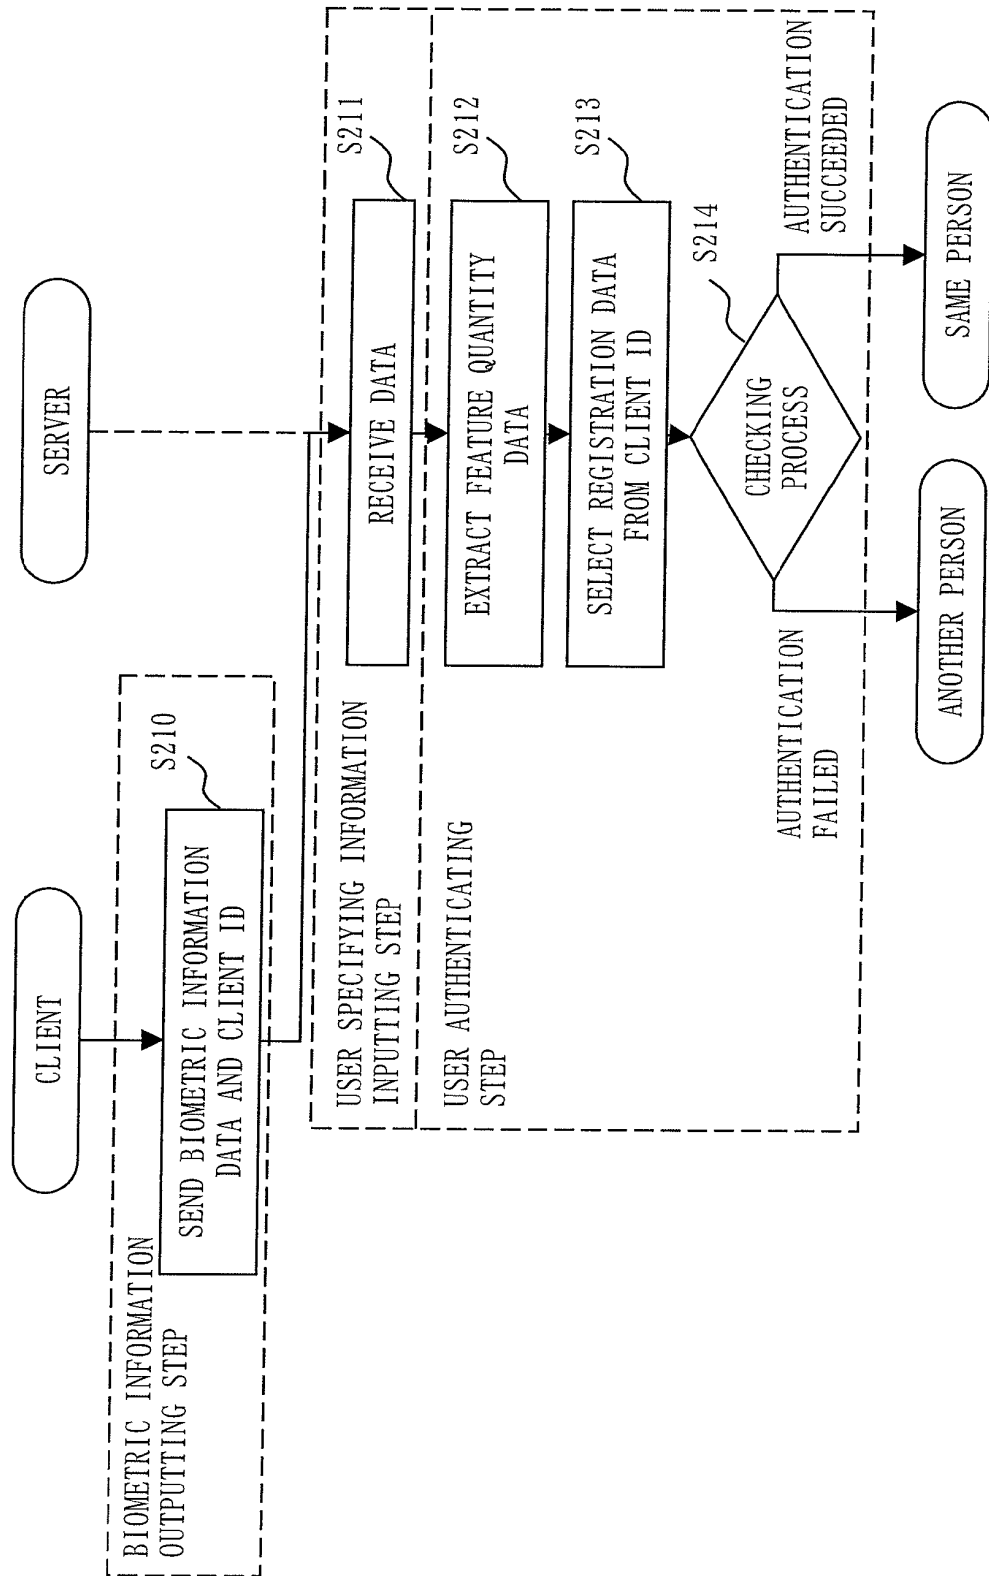 CLIENT
SERVER
BIOMETRIC INFORMATION
OUTPUTTING STEP
S210
SEND BIOMETRIC INFORMATION
DATA AND CLIENT ID
USER SPECIFYING INFORMATION
INPUTTING STEP
S211
RECEIVE DATA
USER AUTHENTICATING
STEP
S212
EXTRACT FEATURE QUANTITY
DATA
S213
SELECT REGISTRATION DATA
FROM CLIENT ID
S214
CHECKING
PROCESS
AUTHENTICATION
FAILED
AUTHENTICATION
SUCCEEDED
ANOTHER PERSON
SAME PERSON